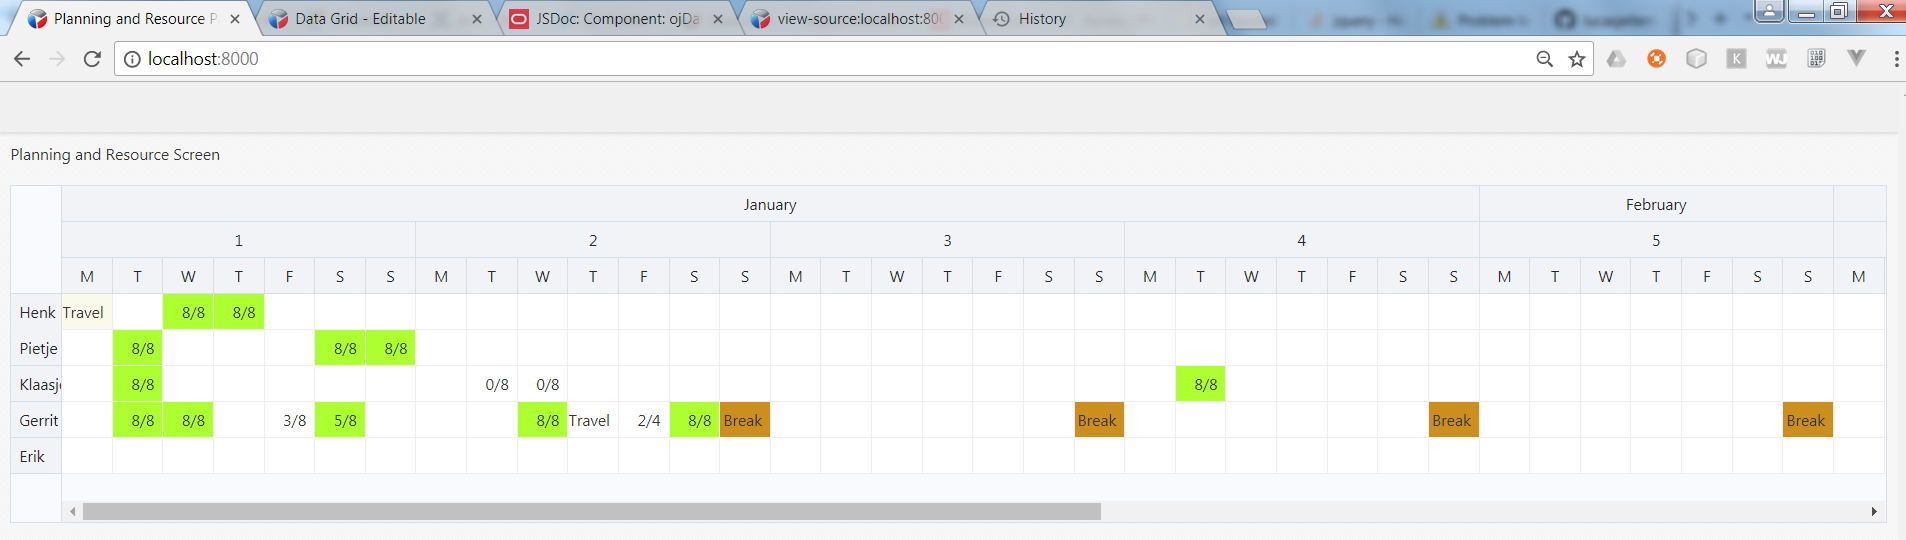 Planning and Resource P
Data Grid - Editable
JSDoc: Component: ojDa
view-source:localhost:800
History
localhost:8000
Planning and Resource Screen
January February
1 2 3 4 5
M T W T F S S M T W T F S S M T W T F S S M T W T F S S M T W T F S S M
Henk Travel 8/8 8/8
Pietje 8/8 8/8 8/8
Klaasje 8/8 0/8 0/8 8/8
Gerrit 8/8 8/8 3/8 5/8 8/8 Travel 2/4 8/8 Break Break Break Break
Erik